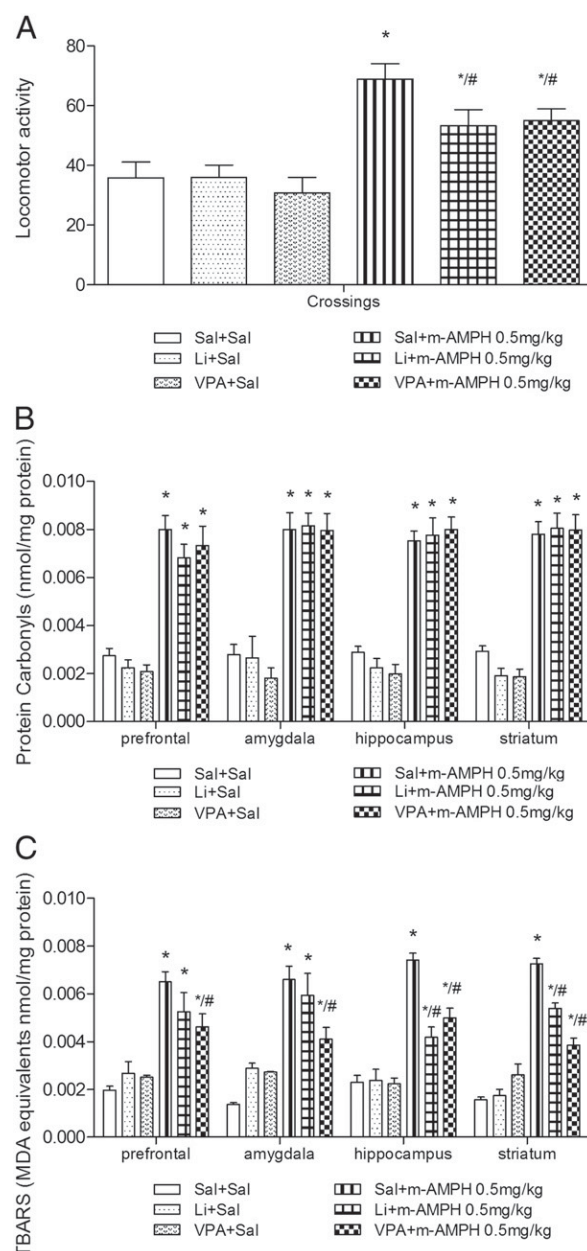 A
Locomotor activity
80
60
40
20
0
*
*/#
*/#
Crossings
Sal+Sal
Li+Sal
VPA+Sal
Sal+m-AMPH 0.5mg/kg
Li+m-AMPH 0.5mg/kg
VPA+m-AMPH 0.5mg/kg
B
Protein Carbonyls (nmol/mg protein)
0.010
0.008
0.006
0.004
0.002
0.000
* * *
* * *
* * *
* * *
prefrontal amygdala hippocampus striatum
Sal+Sal
Li+Sal
VPA+Sal
Sal+m-AMPH 0.5mg/kg
Li+m-AMPH 0.5mg/kg
VPA+m-AMPH 0.5mg/kg
C
TBARS (MDA equivalents nmol/mg protein)
0.010
0.008
0.006
0.004
0.002
0.000
* * */#
* * */#
* */# */#
* */# */#
prefrontal amygdala hippocampus striatum
Sal+Sal
Li+Sal
VPA+Sal
Sal+m-AMPH 0.5mg/kg
Li+m-AMPH 0.5mg/kg
VPA+m-AMPH 0.5mg/kg